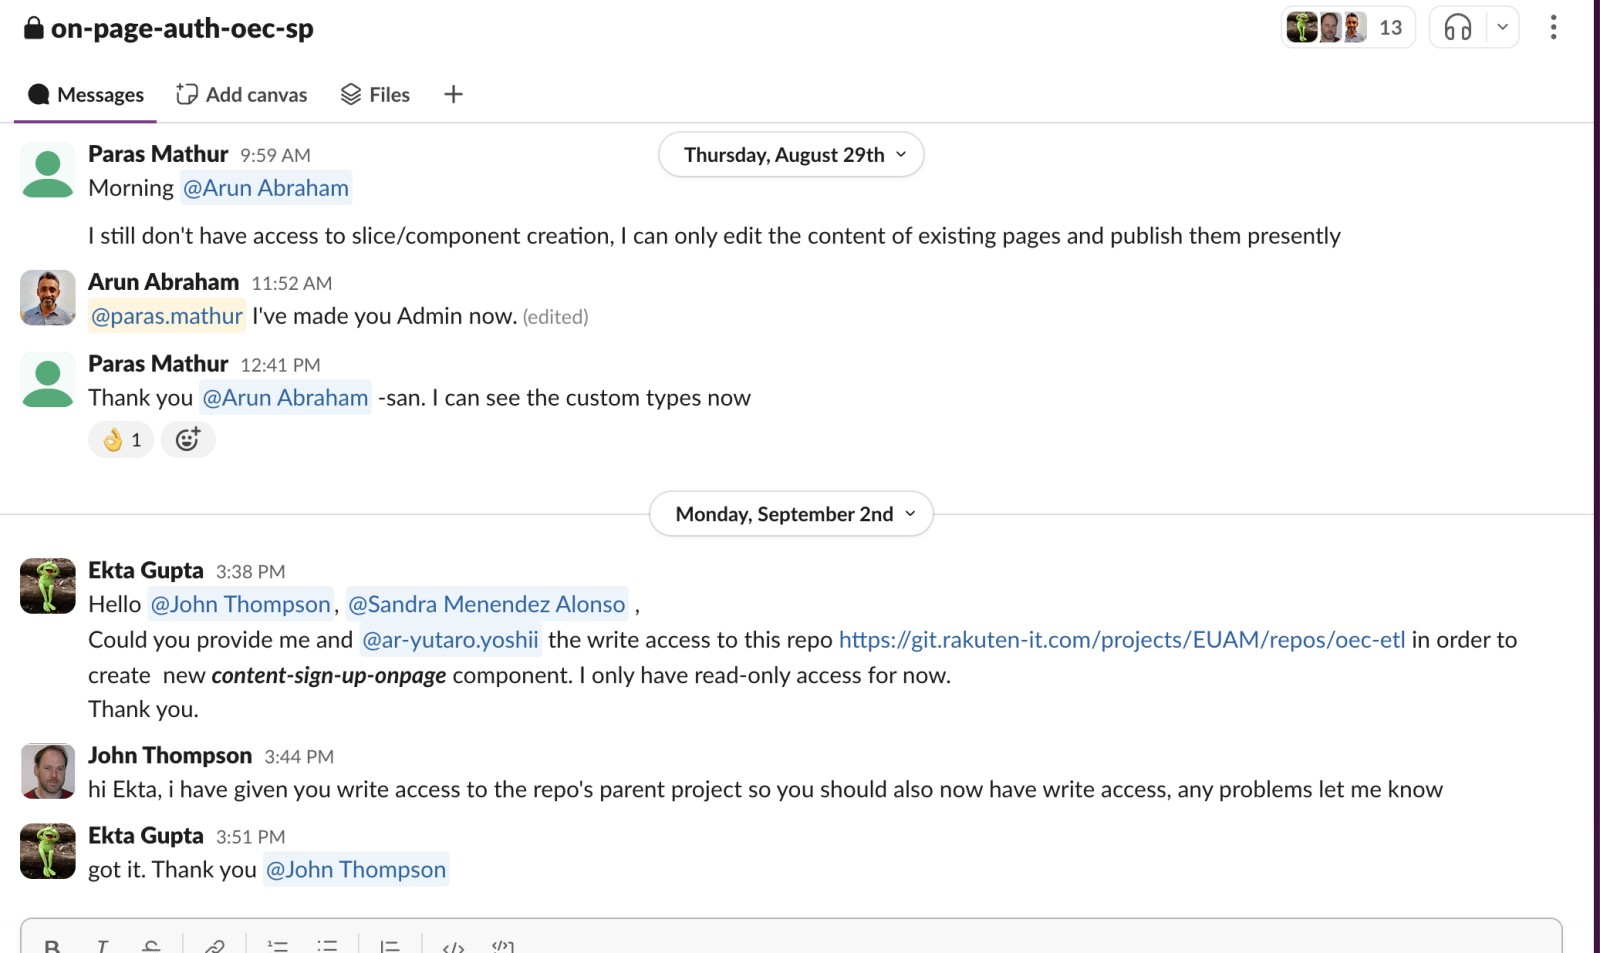 on-page-auth-oec-sp
13
Messages
Add canvas
Files
Paras Mathur 9:59 AM
Thursday, August 29th
Morning @Arun Abraham
I still don't have access to slice/component creation, I can only edit the content of existing pages and publish them presently
Arun Abraham 11:52 AM
@paras.mathur I've made you Admin now. (edited)
Paras Mathur 12:41 PM
Thank you @Arun Abraham -san. I can see the custom types now
👌 1
Monday, September 2nd
Ekta Gupta 3:38 PM
Hello @John Thompson, @Sandra Menendez Alonso ,
Could you provide me and @ar-yutaro.yoshii the write access to this repo https://git.rakuten-it.com/projects/EUAM/repos/oec-etl in order to
create  new content-sign-up-onpage component. I only have read-only access for now.
Thank you.
John Thompson 3:44 PM
hi Ekta, i have given you write access to the repo's parent project so you should also now have write access, any problems let me know
Ekta Gupta 3:51 PM
got it. Thank you @John Thompson